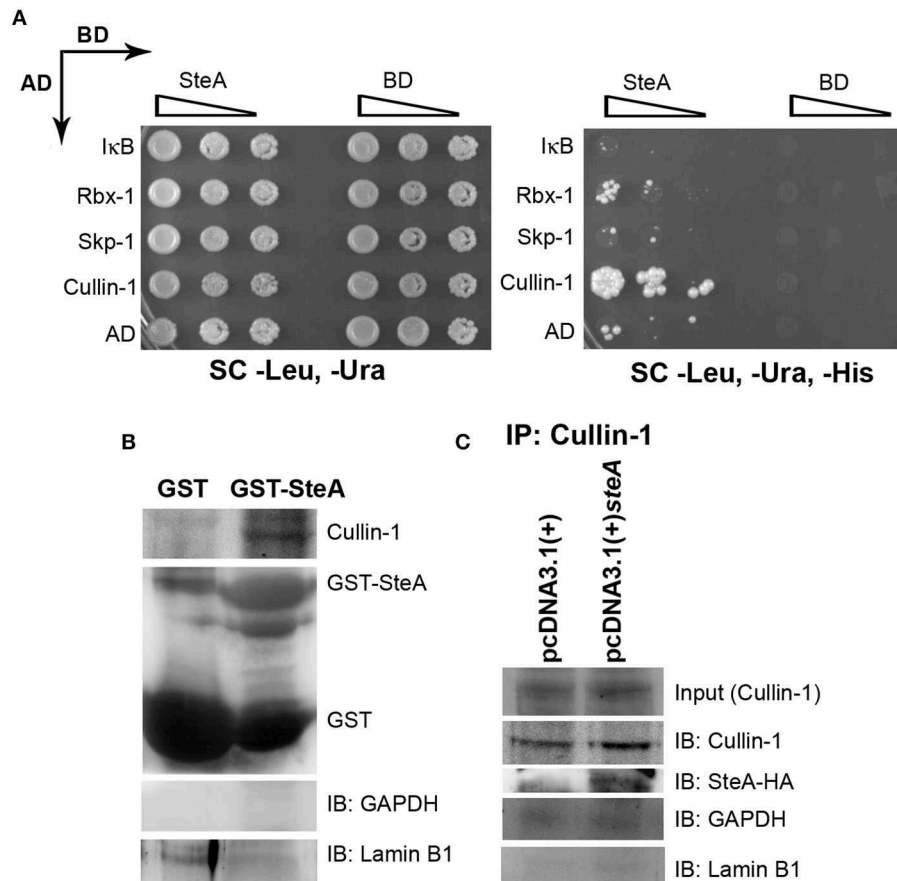 A
BD
AD
SteA
BD
SteA
BD
IκB
Rbx-1
Skp-1
Cullin-1
AD
IκB
Rbx-1
Skp-1
Cullin-1
AD
SC -Leu, -Ura
SC -Leu, -Ura, -His
B
GST
GST-SteA
Cullin-1
GST-SteA
GST
IB: GAPDH
IB: Lamin B1
C
IP: Cullin-1
pcDNA3.1(+)
pcDNA3.1(+)steA
Input (Cullin-1)
IB: Cullin-1
IB: SteA-HA
IB: GAPDH
IB: Lamin B1